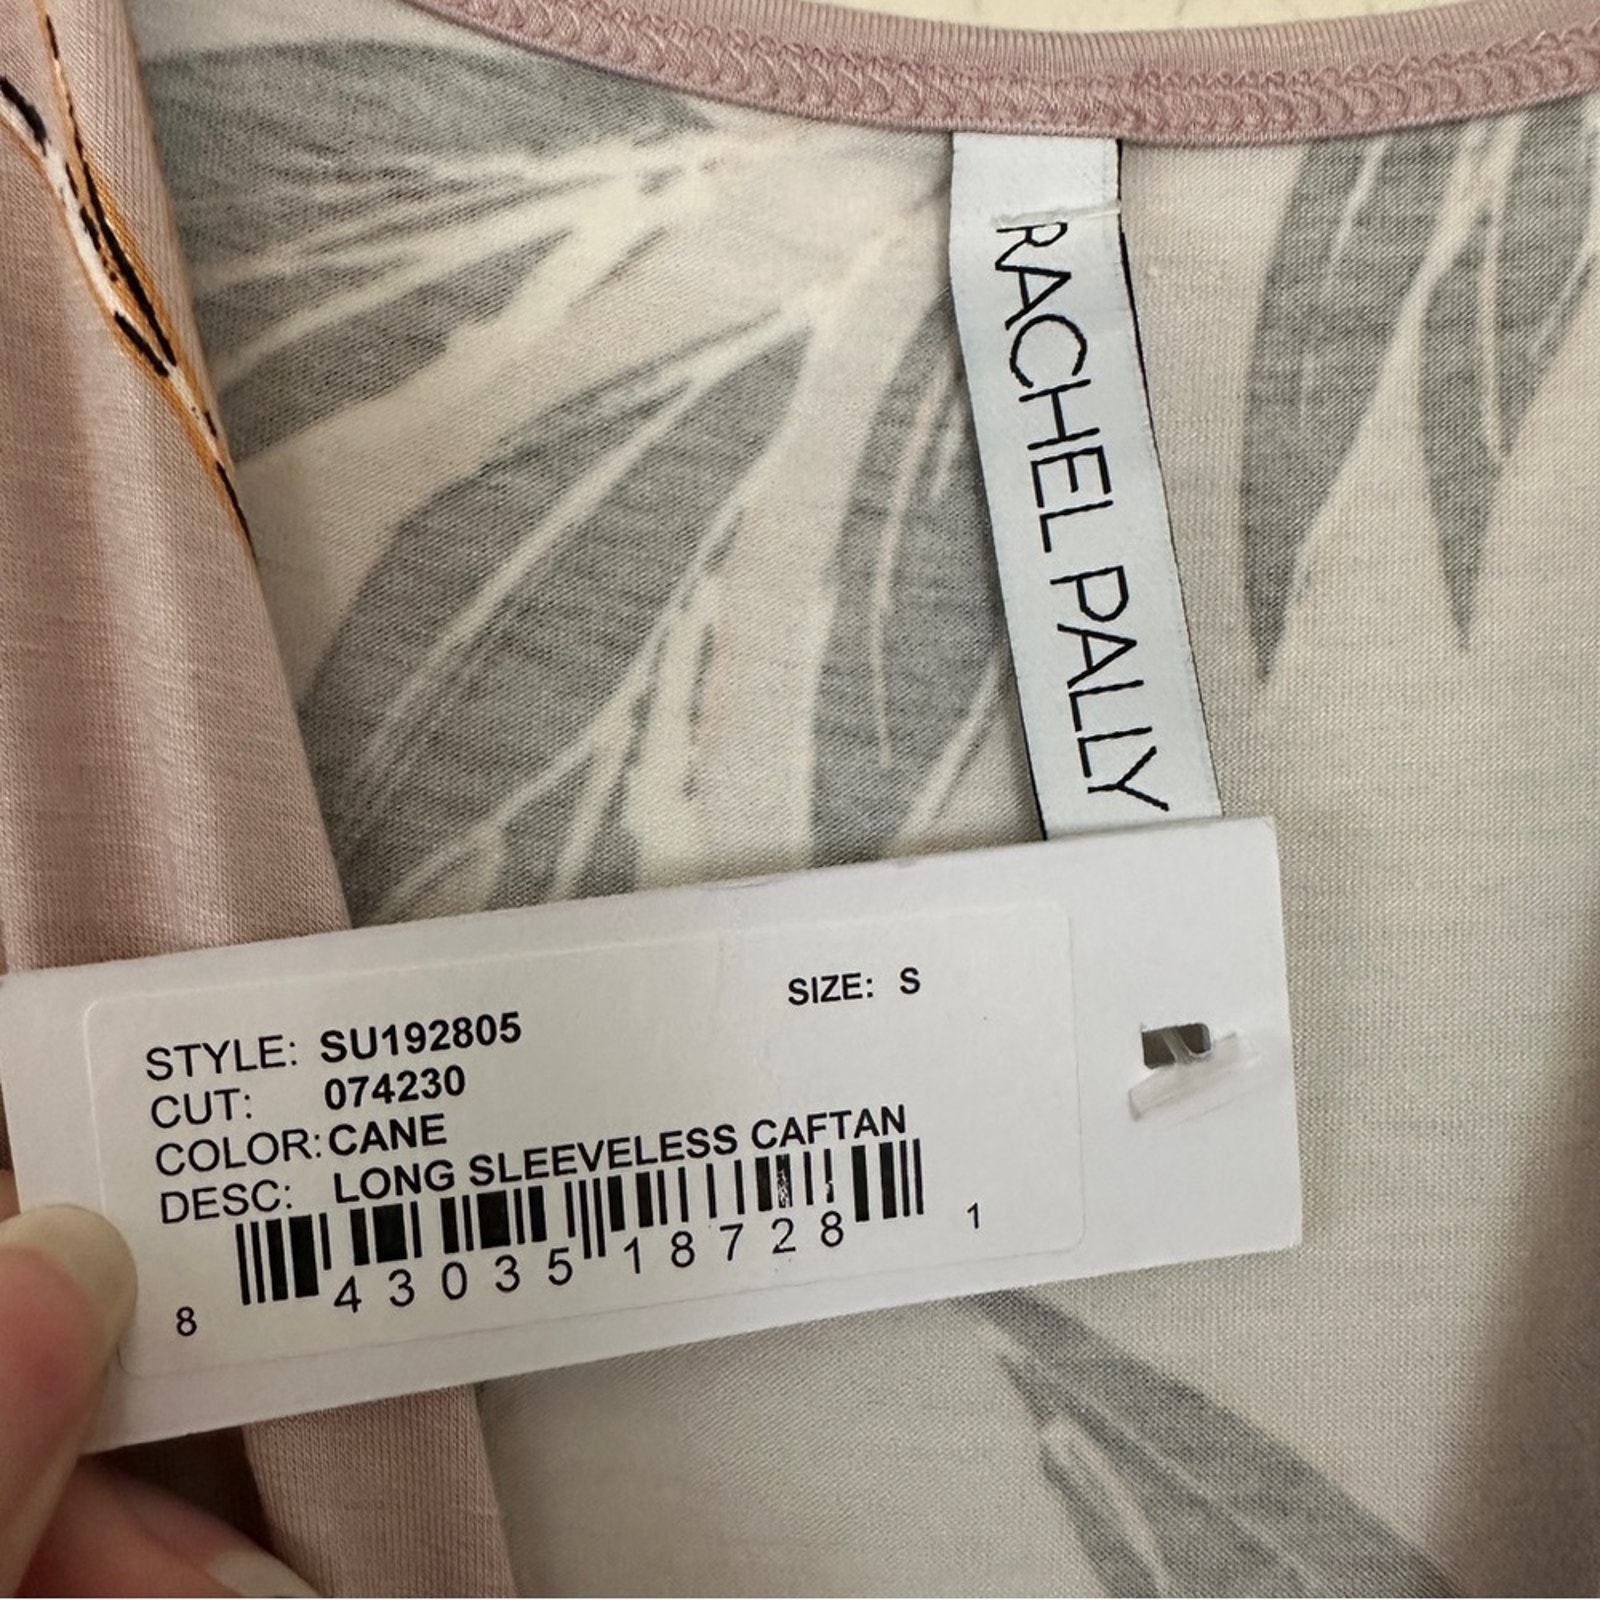 RACHEL PALLY
SIZE: S
STYLE: SU192805
CUT: 074230
COLOR: CANE
DESC: LONG SLEEVELESS CAFTAN
8 43035 18728 1